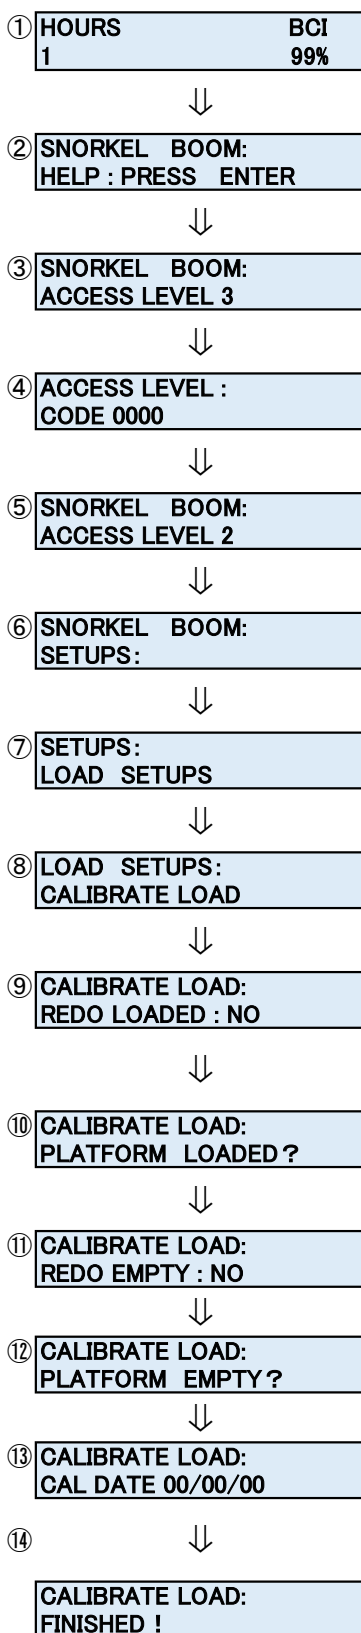 ① HOURS BCI
1 99%
⇓
② SNORKEL BOOM:
HELP : PRESS ENTER
⇓
③ SNORKEL BOOM:
ACCESS LEVEL 3
⇓
④ ACCESS LEVEL :
CODE 0000
⇓
⑤ SNORKEL BOOM:
ACCESS LEVEL 2
⇓
⑥ SNORKEL BOOM:
SETUPS:
⇓
⑦ SETUPS:
LOAD SETUPS
⇓
⑧ LOAD SETUPS:
CALIBRATE LOAD
⇓
⑨ CALIBRATE LOAD:
REDO LOADED : NO
⇓
⑩ CALIBRATE LOAD:
PLATFORM LOADED?
⇓
⑪ CALIBRATE LOAD:
REDO EMPTY : NO
⇓
⑫ CALIBRATE LOAD:
PLATFORM EMPTY?
⇓
⑬ CALIBRATE LOAD:
CAL DATE 00/00/00
⑭ ⇓
CALIBRATE LOAD:
FINISHED !